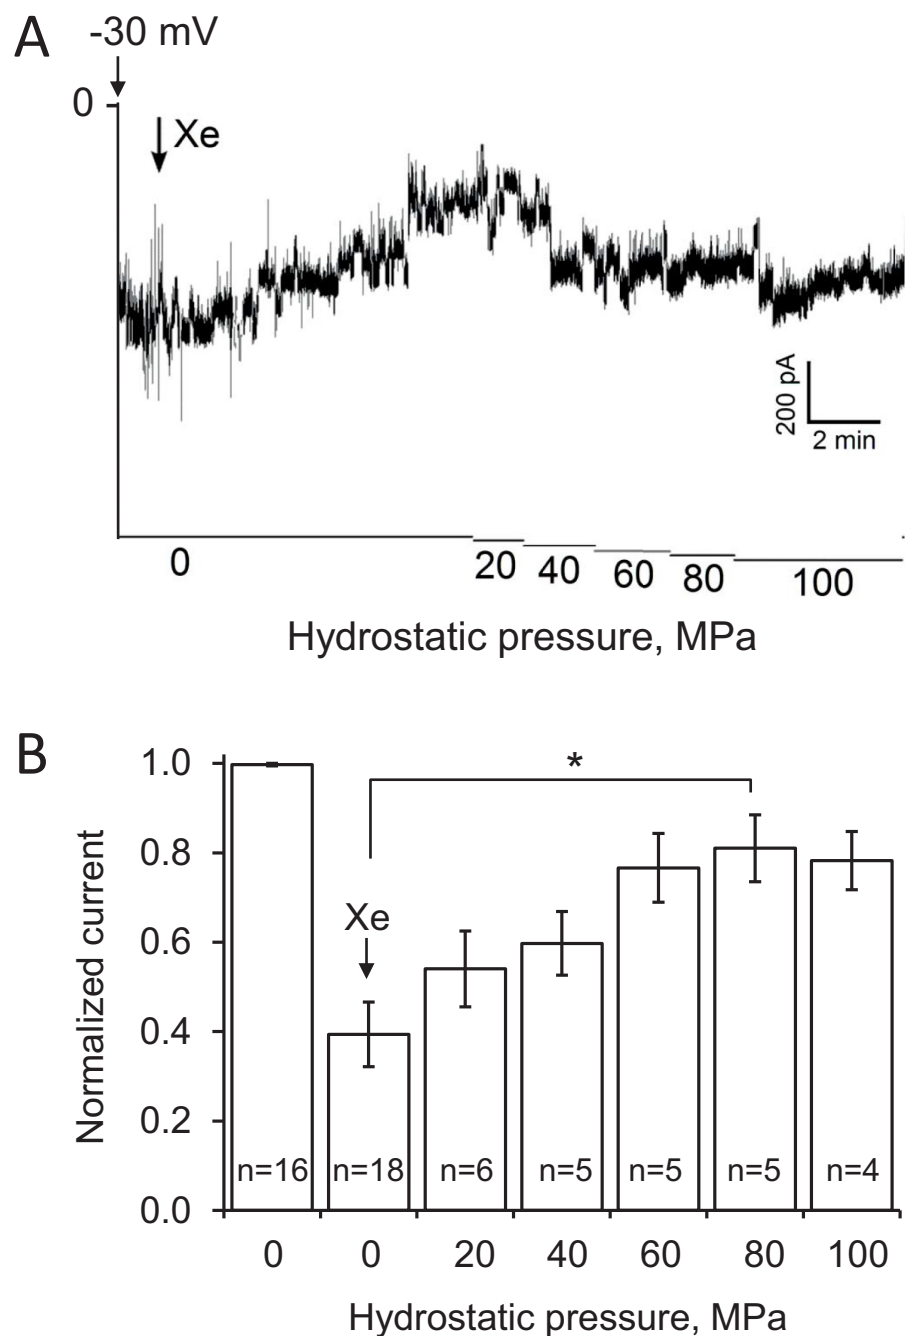 A
-30 mV
0
Xe
200 pA
2 min
0
20
40
60
80
100
Hydrostatic pressure, MPa
B
1.0
*
0.8
Normalized current
Xe
0.6
0.4
0.2
n=16
n=18
n=6
n=5
n=5
n=5
n=4
0.0
0
0
20
40
60
80
100
Hydrostatic pressure, MPa